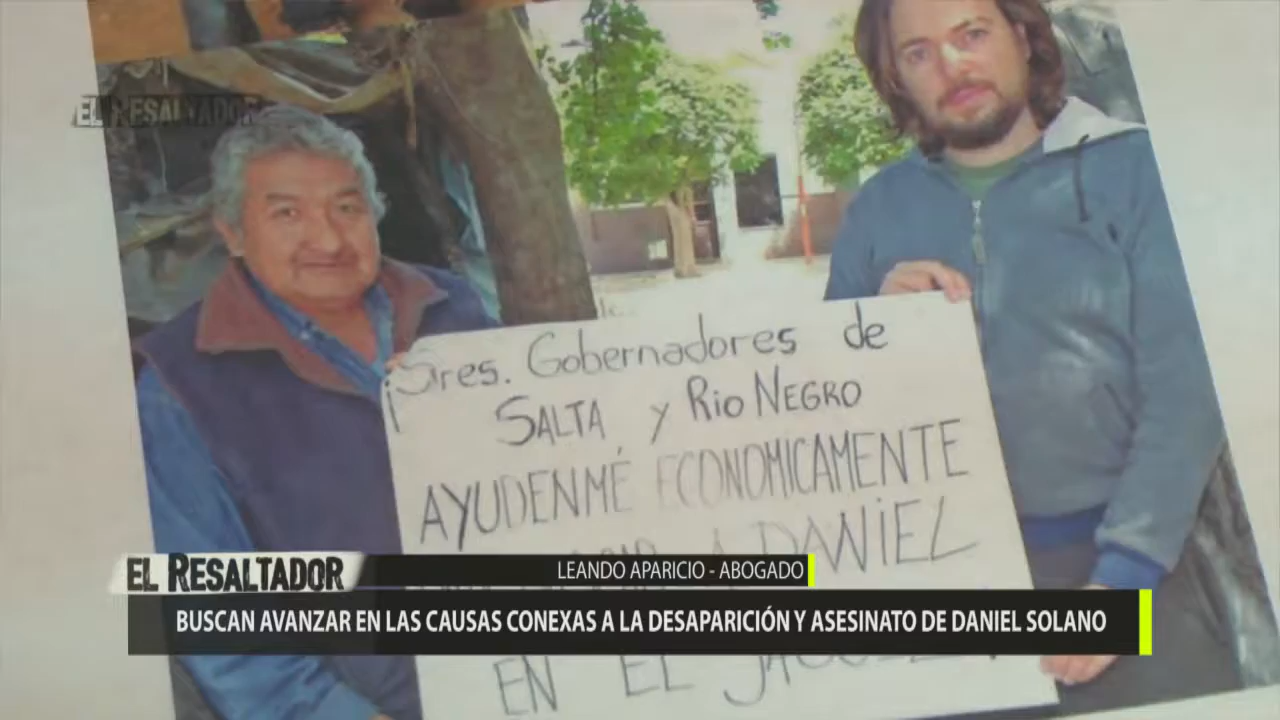 EL RESALTADOR
¡Sres. Gobernadores de
SALTA y RIO NEGRO
AYUDENMÉ ECONOMICAMENTE
A DANIEL
EN EL
EL RESALTADOR
LEANDO APARICIO - ABOGADO
BUSCAN AVANZAR EN LAS CAUSAS CONEXAS A LA DESAPARICIÓN Y ASESINATO DE DANIEL SOLANO